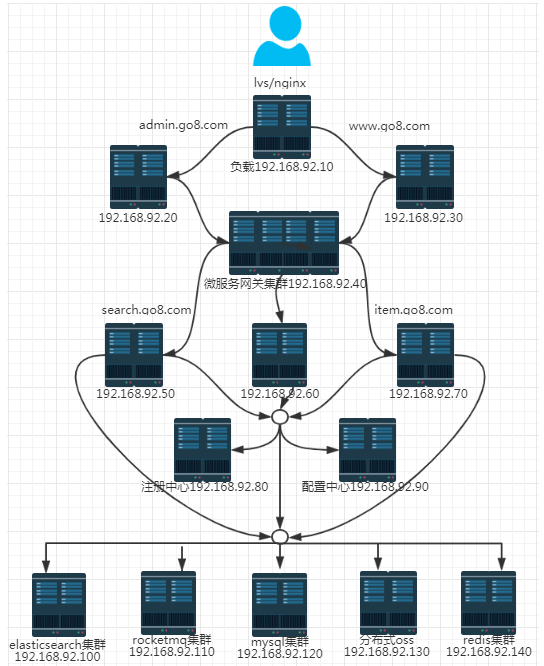 lvs/nginx
admin.go8.com
www.go8.com
负载192.168.92.10
192.168.92.20
192.168.92.30
微服务网关集群192.168.92.40
search.go8.com
item.go8.com
192.168.92.50
192.168.92.60
192.168.92.70
注册中心192.168.92.80
配置中心192.168.92.90
elasticsearch集群
192.168.92.100
rocketmq集群
192.168.92.110
mysql集群
192.168.92.120
分布式oss
192.168.92.130
redis集群
192.168.92.140